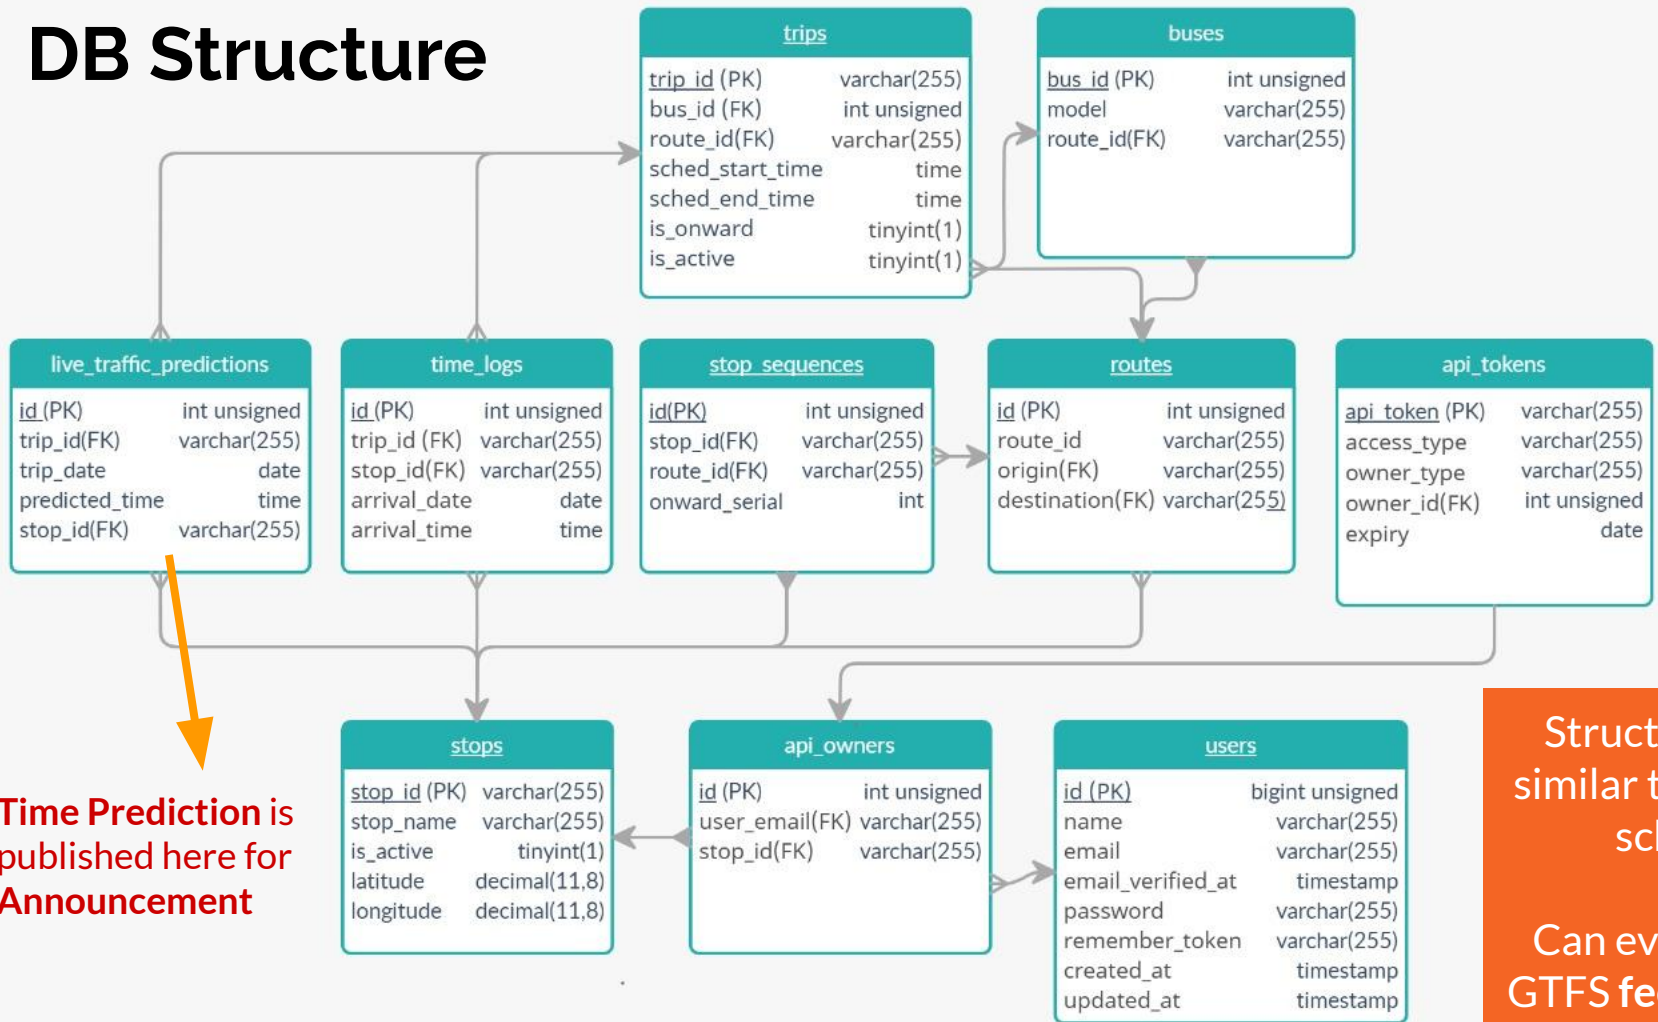 DB Structure
trips
trip_id (PK) varchar(255)
bus_id (FK) int unsigned
route_id(FK) varchar(255)
sched_start_time time
sched_end_time time
is_onward tinyint(1)
is_active tinyint(1)
buses
bus_id (PK) int unsigned
model varchar(255)
route_id(FK) varchar(255)
live_traffic_predictions
id (PK) int unsigned
trip_id(FK) varchar(255)
trip_date date
predicted_time time
stop_id(FK) varchar(255)
time_logs
id (PK) int unsigned
trip_id (FK) varchar(255)
stop_id(FK) varchar(255)
arrival_date date
arrival_time time
stop_sequences
id(PK) int unsigned
stop_id(FK) varchar(255)
route_id(FK) varchar(255)
onward_serial int
routes
id (PK) int unsigned
route_id varchar(255)
origin(FK) varchar(255)
destination(FK) varchar(255)
api_tokens
api_token (PK) varchar(255)
access_type varchar(255)
owner_type varchar(255)
owner_id(FK) int unsigned
expiry date
Time Prediction is
published here for
Announcement
stops
stop_id (PK) varchar(255)
stop_name varchar(255)
is_active tinyint(1)
latitude decimal(11,8)
longitude decimal(11,8)
api_owners
id (PK) int unsigned
user_email(FK) varchar(255)
stop_id(FK) varchar(255)
users
id (PK) bigint unsigned
name varchar(255)
email varchar(255)
email_verified_at timestamp
password varchar(255)
remember_token varchar(255)
created_at timestamp
updated_at timestamp
Struct
similar t
sc
Can ev
GTFS fe